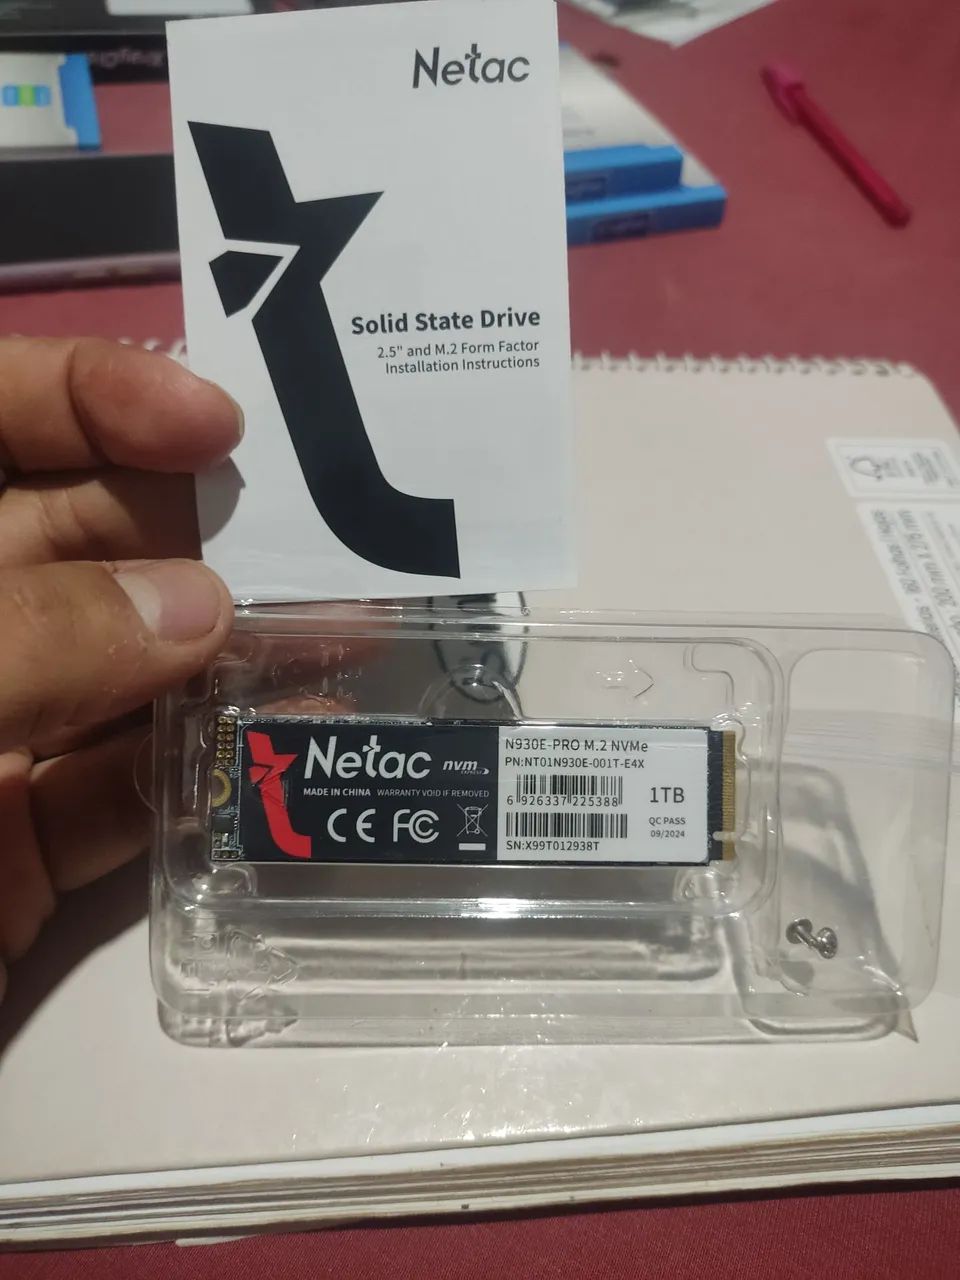 Netac
Solid State Drive
2.5" and M.2 Form Factor
Installation Instructions
Netac
nvm
EXPRESS
MADE IN CHINA WARRANTY VOID IF REMOVED
CE FC
N930E-PRO M.2 NVMe
PN:NT01N930E-001T-E4X
6 926337 225388
1TB
QC PASS
09/2024
SN:X99T012938T